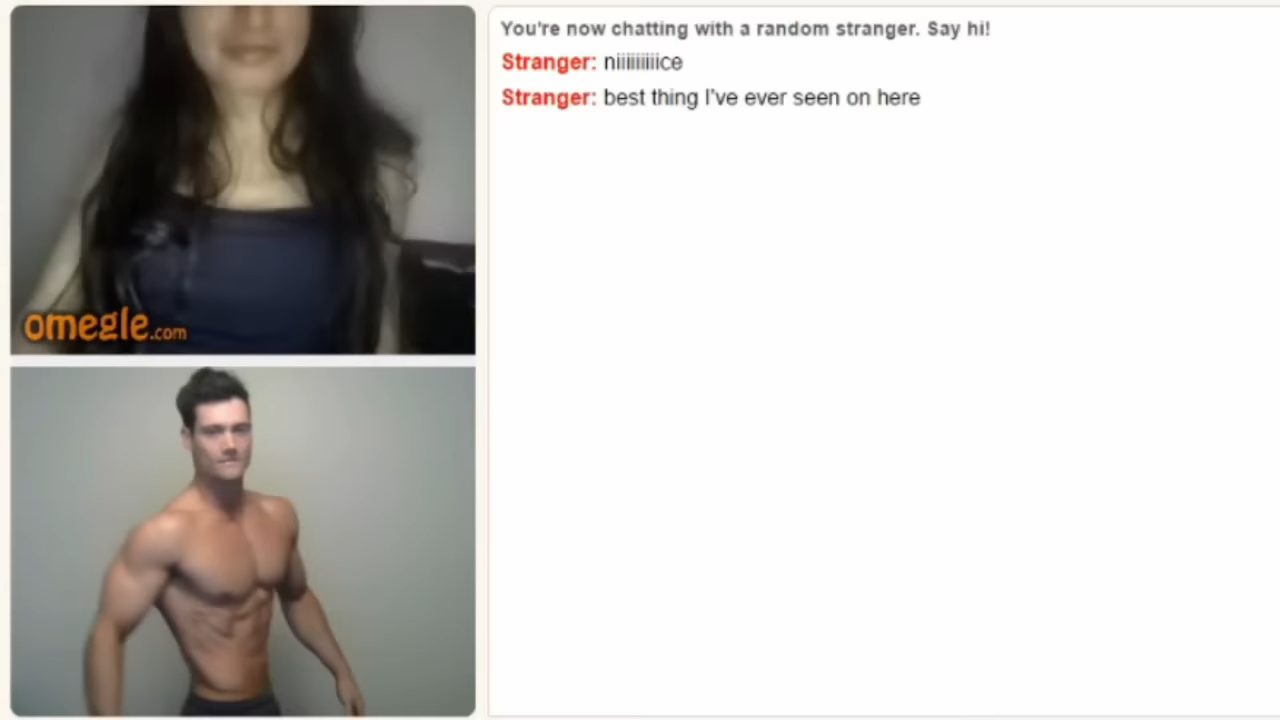 You're now chatting with a random stranger. Say hi!
Stranger: niiiiiiiiice
Stranger: best thing I've ever seen on here
omegle.com